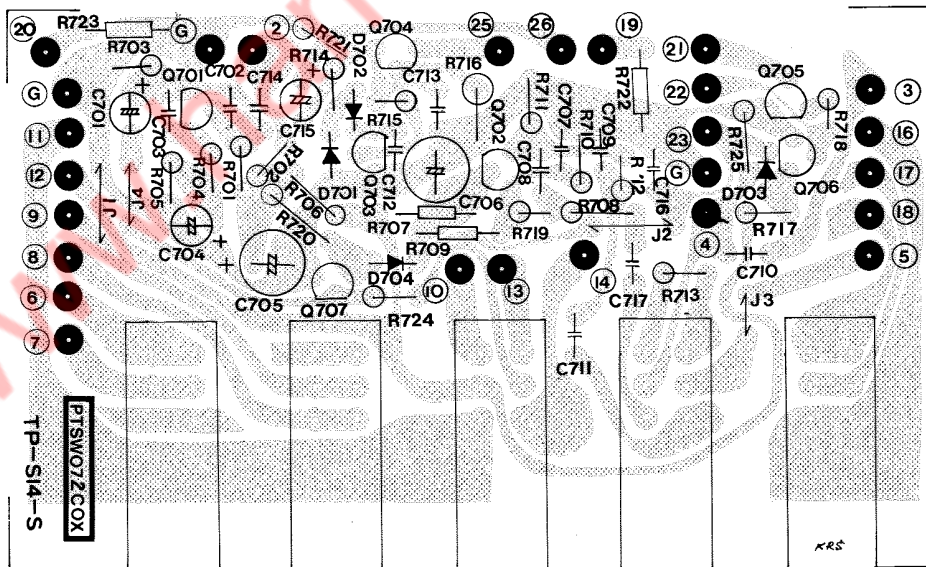 R723
20
G
2
R721
Q704
25
26
19
R703
R714
D702
21
Q701
C702
C714
C713
R716
R722
Q705
G
C701
C715
R715
R711
22
3
11
C703
Q702
C707
R710
C709
23
R725
R718
16
12
J4
J1
R705
R704
R701
R702
D701
Q703
C712
C708
G
D703
Q706
17
9
R706
C706
R712
C716
18
C704
R720
R707
R719
R708
J2
4
R717
8
R709
C710
5
6
C705
D704
10
13
14
C717
R713
J3
Q707
R724
7
C711
TP-S14-S
PTSW072COX
KRS